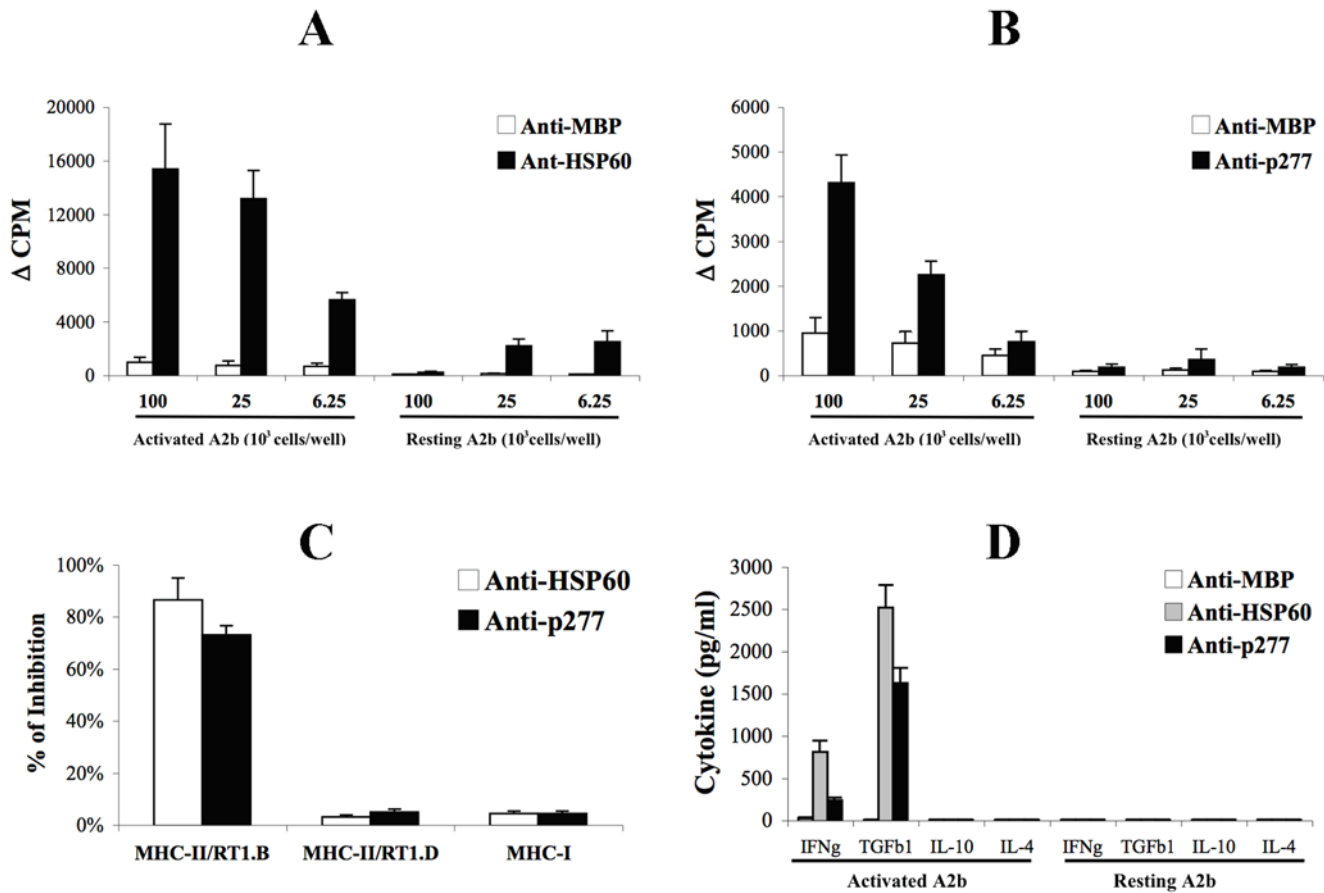 A
20000
16000
12000
8000
4000
0
Δ CPM
Anti-MBP
Ant-HSP60
100 25 6.25 100 25 6.25
Activated A2b (10³ cells/well) Resting A2b (10³cells/well)
B
6000
5000
4000
3000
2000
1000
0
Δ CPM
Anti-MBP
Anti-p277
100 25 6.25 100 25 6.25
Activated A2b (10³ cells/well) Resting A2b (10³cells/well)
C
100%
80%
60%
40%
20%
0%
% of Inhibition
Anti-HSP60
Anti-p277
MHC-II/RT1.B MHC-II/RT1.D MHC-I
D
3000
2500
2000
1500
1000
500
0
Cytokine (pg/ml)
Anti-MBP
Anti-HSP60
Anti-p277
IFNg TGFb1 IL-10 IL-4 IFNg TGFb1 IL-10 IL-4
Activated A2b Resting A2b